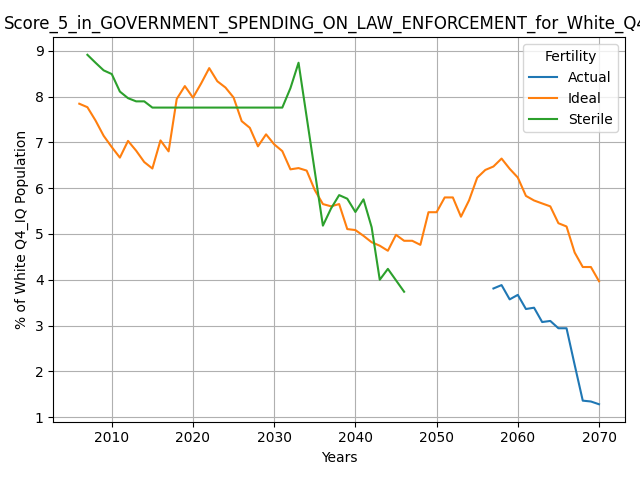 Score_5_in_GOVERNMENT_SPENDING_ON_LAW_ENFORCEMENT_for_White_Q4
9
8
7
6
5
4
3
2
1
% of White Q4_IQ Population
Fertility
Actual
Ideal
Sterile
2010 2020 2030 2040 2050 2060 2070
Years